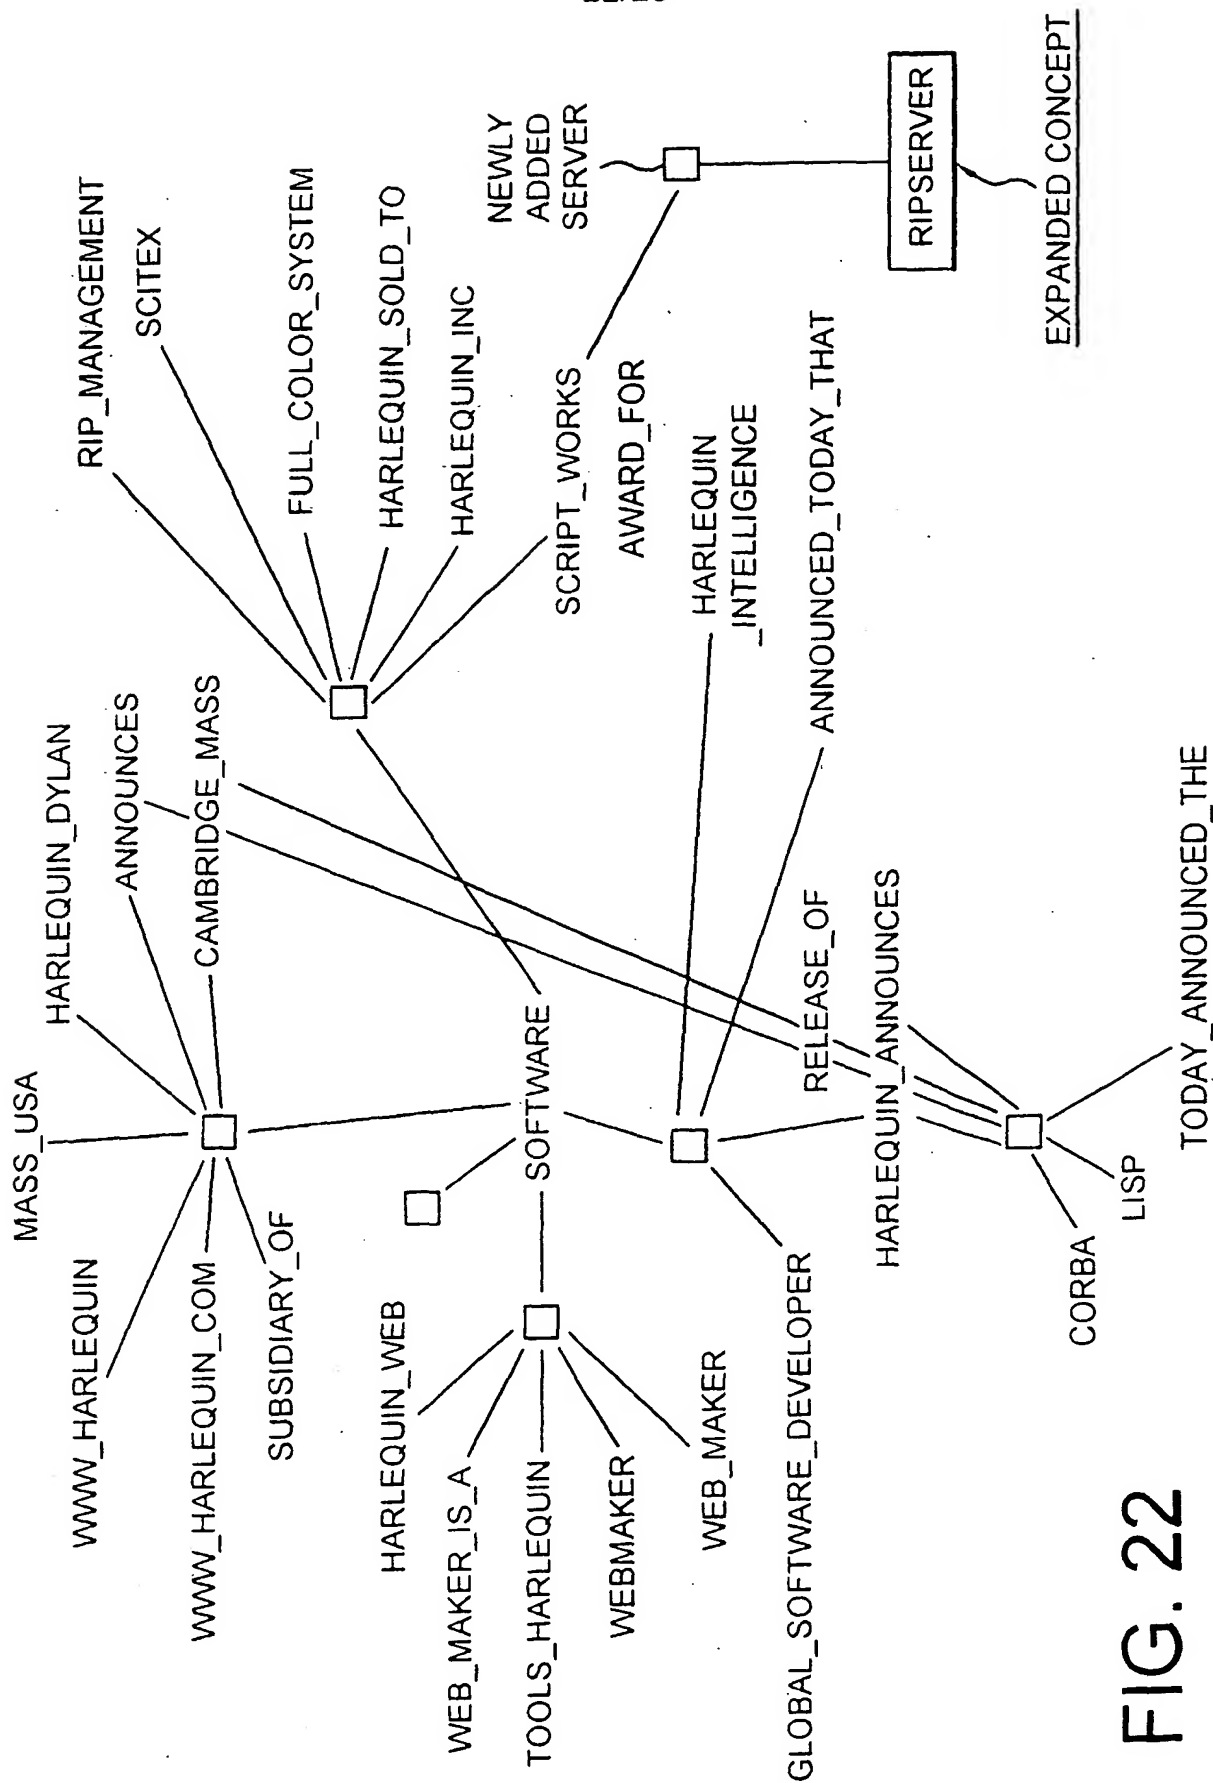 MASS_USA
WWW_HARLEQUIN
HARLEQUIN_DYLAN
RIP_MANAGEMENT
ANNOUNCES
SCITEX
WWW_HARLEQUIN_COM
CAMBRIDGE_MASS
SUBSIDIARY_OF
FULL_COLOR_SYSTEM
HARLEQUIN_WEB
HARLEQUIN_SOLD_TO
WEB_MAKER_IS_A
HARLEQUIN_INC
NEWLY
ADDED
SERVER
TOOLS_HARLEQUIN
SOFTWARE
SCRIPT_WORKS
WEBMAKER
AWARD_FOR
WEB_MAKER
HARLEQUIN
_INTELLIGENCE
GLOBAL_SOFTWARE_DEVELOPER
RELEASE_OF
ANNOUNCED_TODAY_THAT
HARLEQUIN_ANNOUNCES
RIPSERVER
EXPANDED CONCEPT
CORBA
LISP
TODAY_ANNOUNCED_THE
FIG. 22